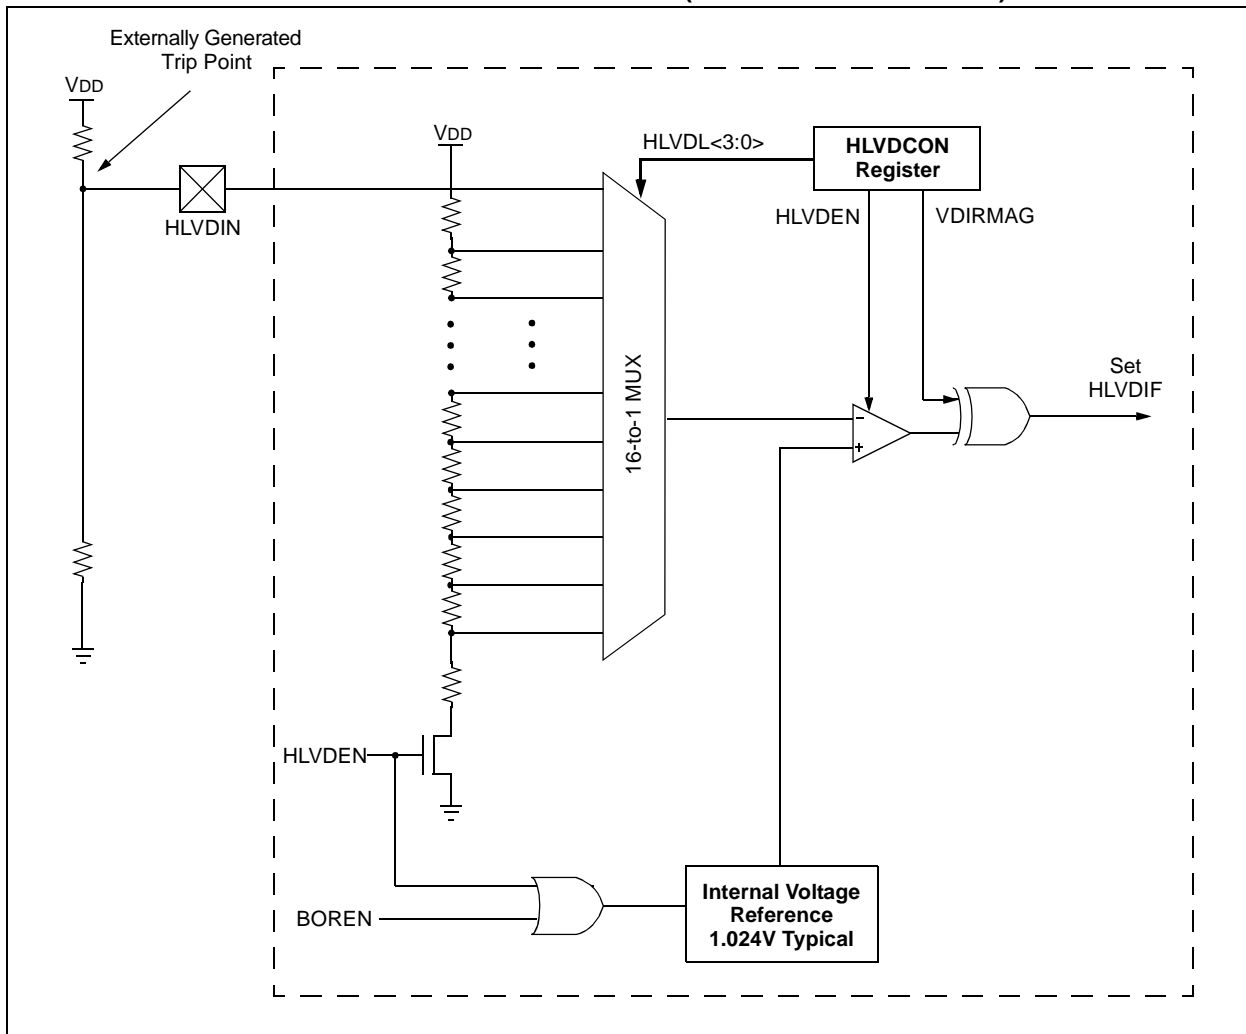 Externally Generated
Trip Point
VDD
VDD
HLVDIN
HLVDL<3:0>
HLVDCON
Register
HLVDEN
VDIRMAG
16-to-1 MUX
-
+
Set
HLVDIF
HLVDEN
BOREN
Internal Voltage
Reference
1.024V Typical